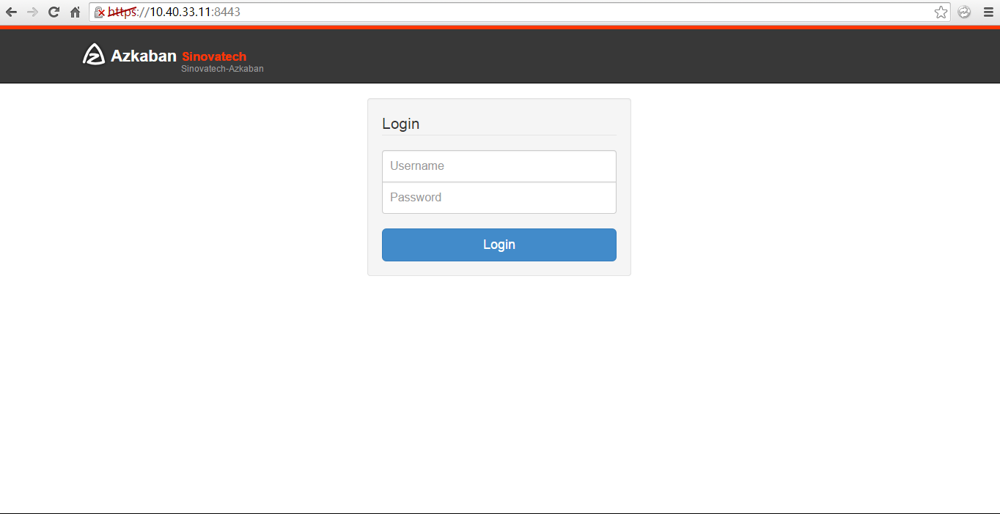 https://10.40.33.11:8443
Azkaban Sinovatech
Sinovatech-Azkaban
Login
Username
Password
Login